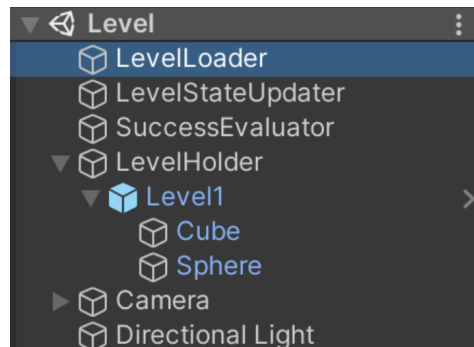 Level
LevelLoader
LevelStateUpdater
SuccessEvaluator
LevelHolder
Level1
Cube
Sphere
Camera
Directional Light